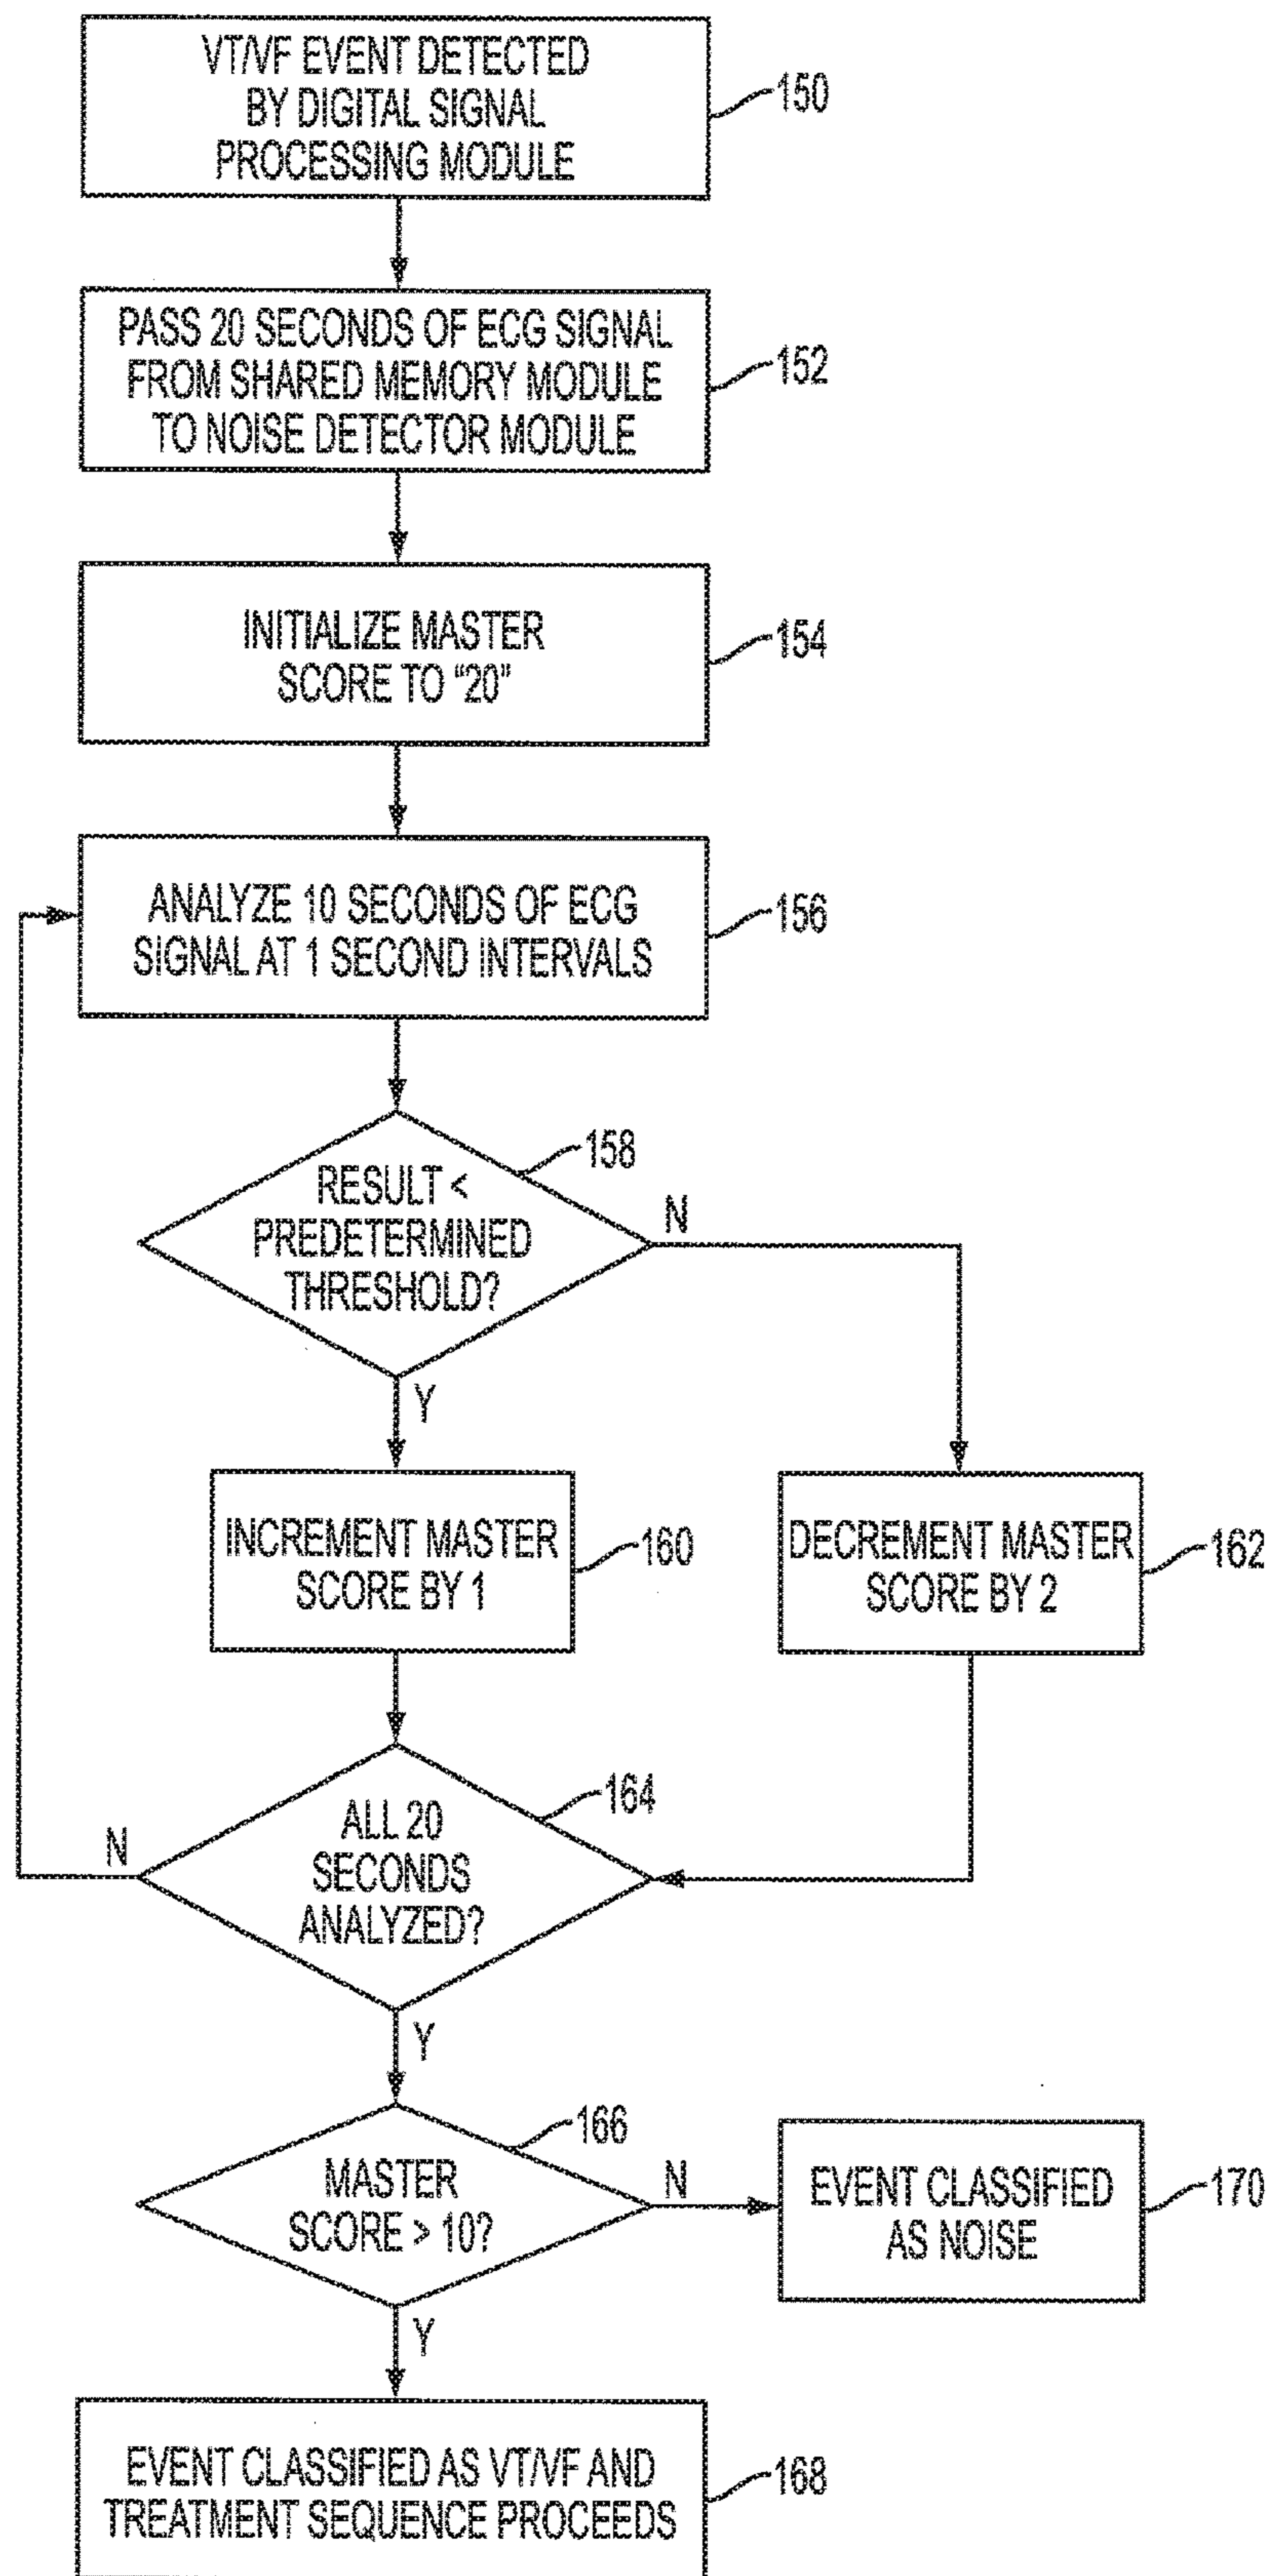 VT/VF EVENT DETECTED
BY DIGITAL SIGNAL
PROCESSING MODULE
150
PASS 20 SECONDS OF ECG SIGNAL
FROM SHARED MEMORY MODULE
TO NOISE DETECTOR MODULE
152
INITIALIZE MASTER
SCORE TO “20”
154
ANALYZE 10 SECONDS OF ECG
SIGNAL AT 1 SECOND INTERVALS
156
RESULT <
PREDETERMINED
THRESHOLD?
158
N
Y
INCREMENT MASTER
SCORE BY 1
160
DECREMENT MASTER
SCORE BY 2
162
ALL 20
SECONDS
ANALYZED?
164
N
Y
MASTER
SCORE > 10?
166
N
Y
EVENT CLASSIFIED
AS NOISE
170
EVENT CLASSIFIED AS VT/VF AND
TREATMENT SEQUENCE PROCEEDS
168